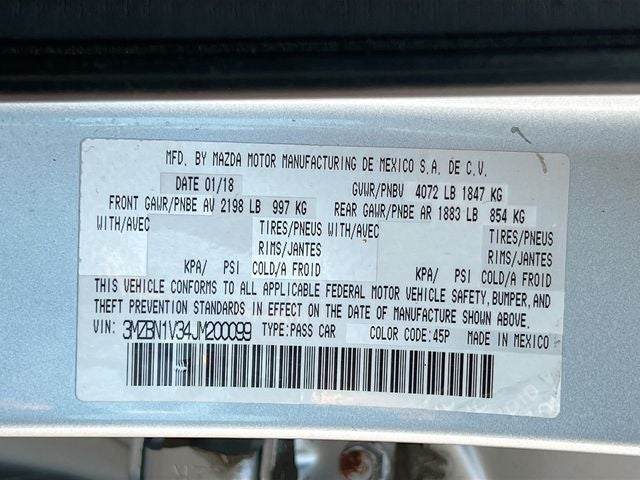 MFD. BY MAZDA MOTOR MANUFACTURING DE MEXICO S.A. DE C.V.
DATE 01/18 GVWR/PNBV 4072 LB 1847 KG
FRONT GAWR/PNBE AV 2198 LB 997 KG REAR GAWR/PNBE AR 1883 LB 854 KG
WITH/AVEC TIRES/PNEUS WITH/AVEC TIRES/PNEUS
RIMS/JANTES RIMS/JANTES
KPA/ PSI COLD/A FROID KPA/ PSI COLD/A FROID
THIS VEHICLE CONFORMS TO ALL APPLICABLE FEDERAL MOTOR VEHICLE SAFETY, BUMPER, AND
THEFT PREVENTION STANDARDS IN EFFECT ON THE DATE OF MANUFACTURE SHOWN ABOVE.
VIN: 3MZBN1V34JM200099 TYPE:PASS CAR COLOR CODE:45P MADE IN MEXICO